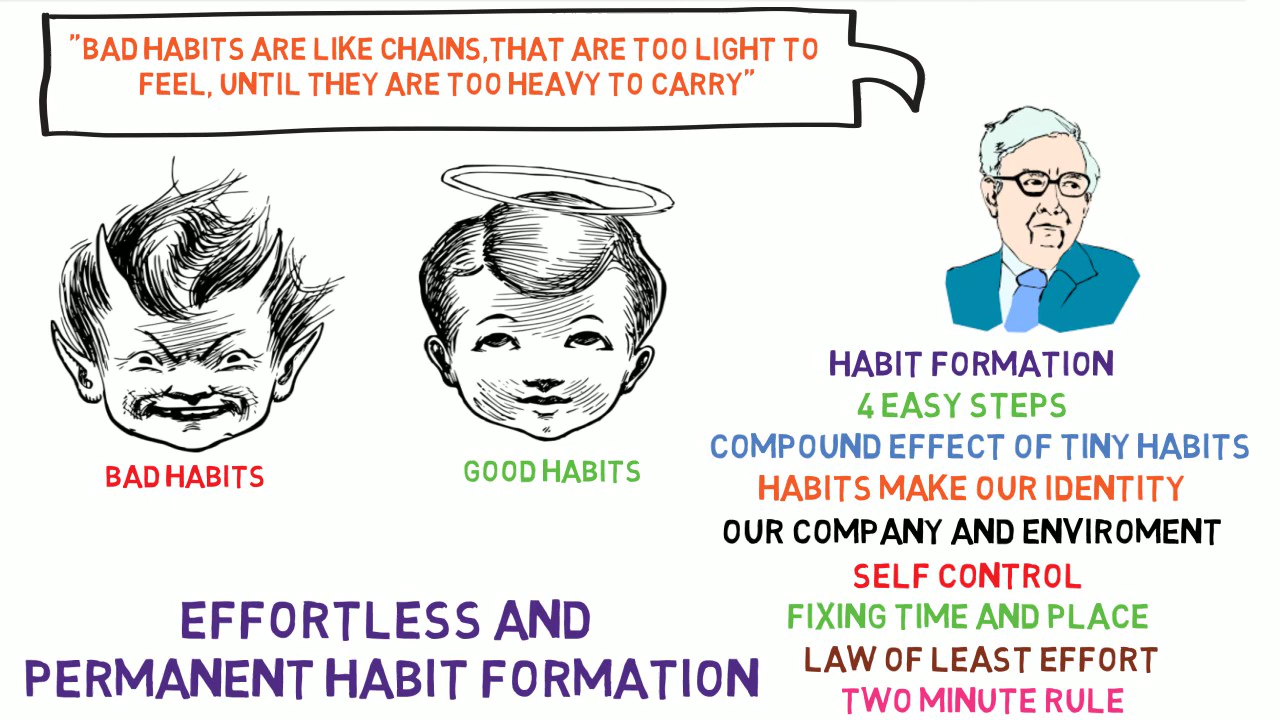 "BAD HABITS ARE LIKE CHAINS,THAT ARE TOO LIGHT TO
FEEL, UNTIL THEY ARE TOO HEAVY TO CARRY"
BAD HABITS
GOOD HABITS
EFFORTLESS AND
PERMANENT HABIT FORMATION
HABIT FORMATION
4 EASY STEPS
COMPOUND EFFECT OF TINY HABITS
HABITS MAKE OUR IDENTITY
OUR COMPANY AND ENVIROMENT
SELF CONTROL
FIXING TIME AND PLACE
LAW OF LEAST EFFORT
TWO MINUTE RULE